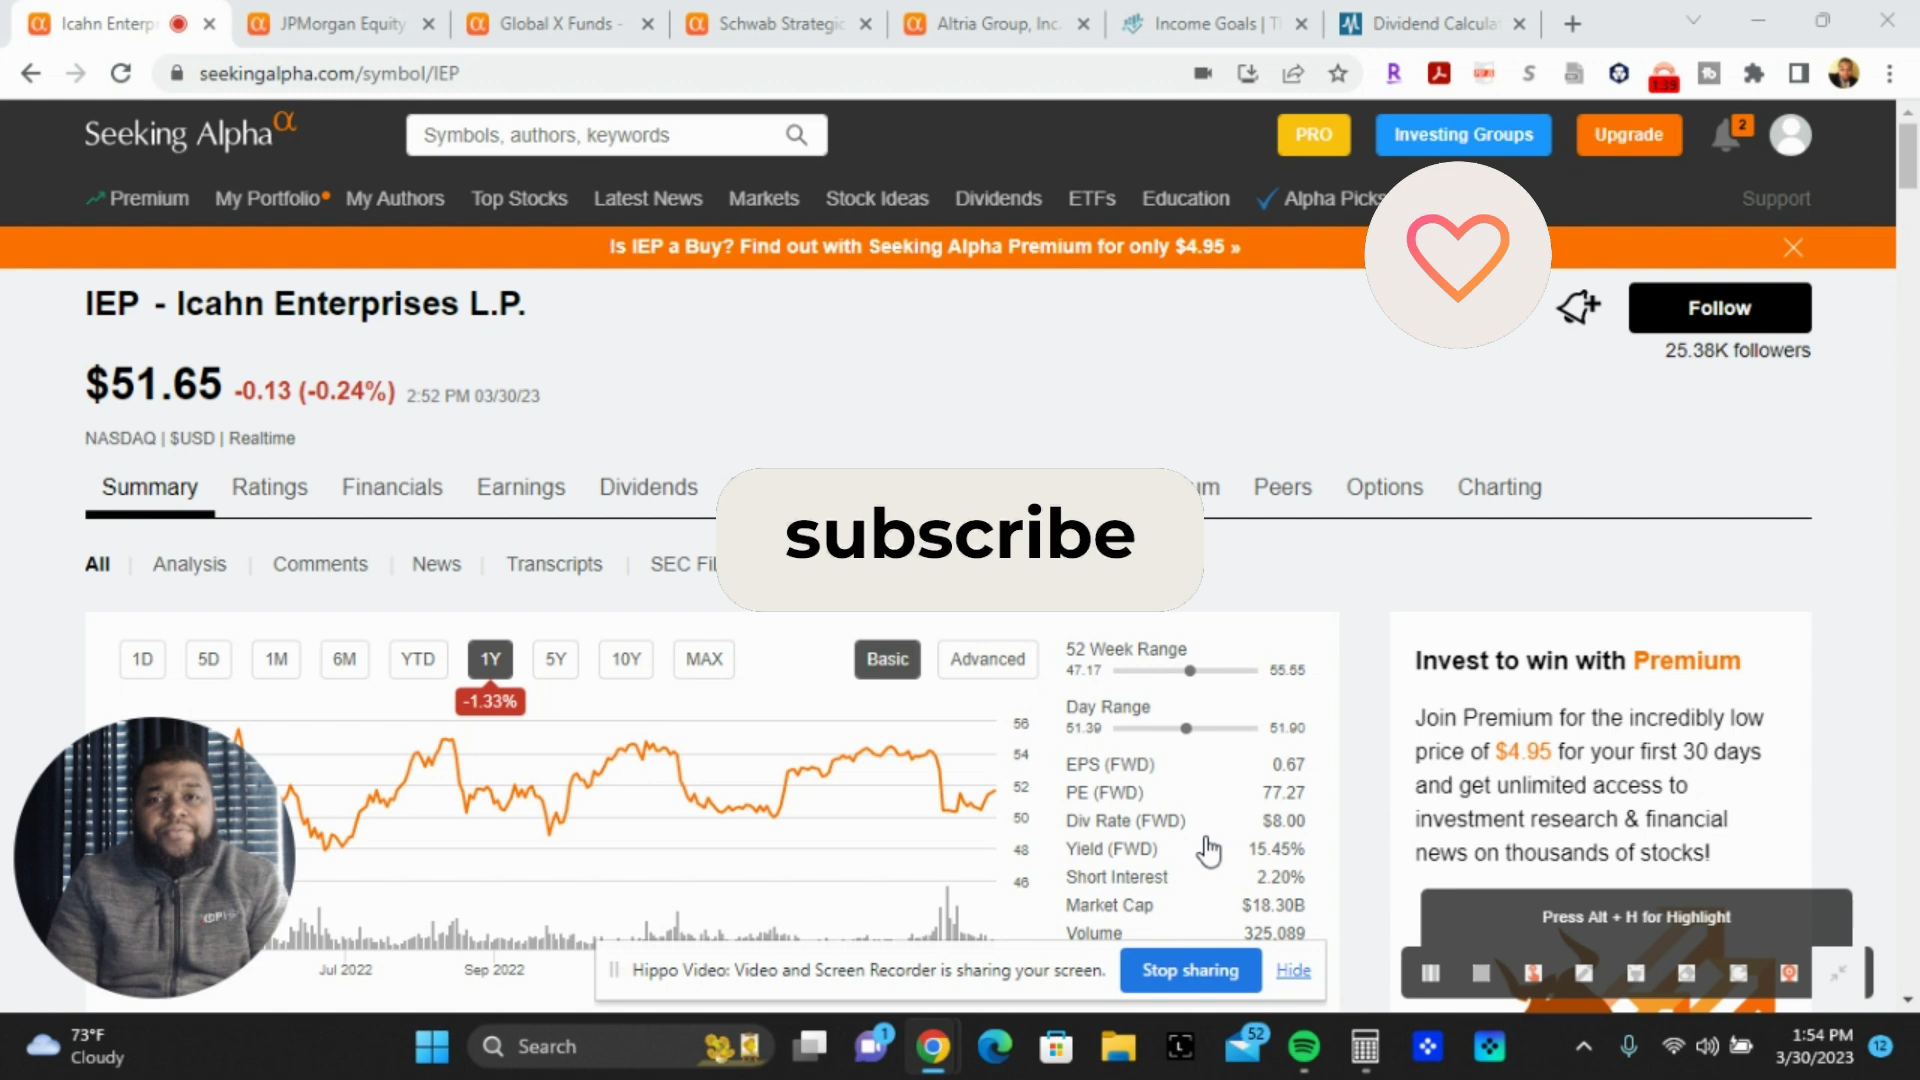 Icahn Enterp
JPMorgan Equity
Global X Funds -
Schwab Strategic
Altria Group, Inc.
Income Goals | T
Dividend Calcula
seekingalpha.com/symbol/IEP
1:39
Seeking Alpha α
Symbols, authors, keywords
PRO
Investing Groups
Upgrade
2
Premium
My Portfolio
My Authors
Top Stocks
Latest News
Markets
Stock Ideas
Dividends
ETFs
Education
Alpha Picks
Support
Is IEP a Buy? Find out with Seeking Alpha Premium for only $4.95 »
IEP - Icahn Enterprises L.P.
Follow
25.38K followers
$51.65 -0.13 (-0.24%) 2:52 PM 03/30/23
NASDAQ | $USD | Realtime
Summary
Ratings
Financials
Earnings
Dividends
Peers
Options
Charting
subscribe
All
Analysis
Comments
News
Transcripts
SEC Fil
1D
5D
1M
6M
YTD
1Y
5Y
10Y
MAX
Basic
Advanced
-1.33%
56
54
52
50
48
46
Jul 2022
Sep 2022
52 Week Range
47.17 55.55
Day Range
51.39 51.90
EPS (FWD) 0.67
PE (FWD) 77.27
Div Rate (FWD) $8.00
Yield (FWD) 15.45%
Short Interest 2.20%
Market Cap $18.30B
Volume 325,089
Invest to win with Premium
Join Premium for the incredibly low
price of $4.95 for your first 30 days
and get unlimited access to
investment research & financial
news on thousands of stocks!
Press Alt + H for Highlight
Hippo Video: Video and Screen Recorder is sharing your screen.
Stop sharing
Hide
73°F
Cloudy
Search
1
52
1:54 PM
3/30/2023
12